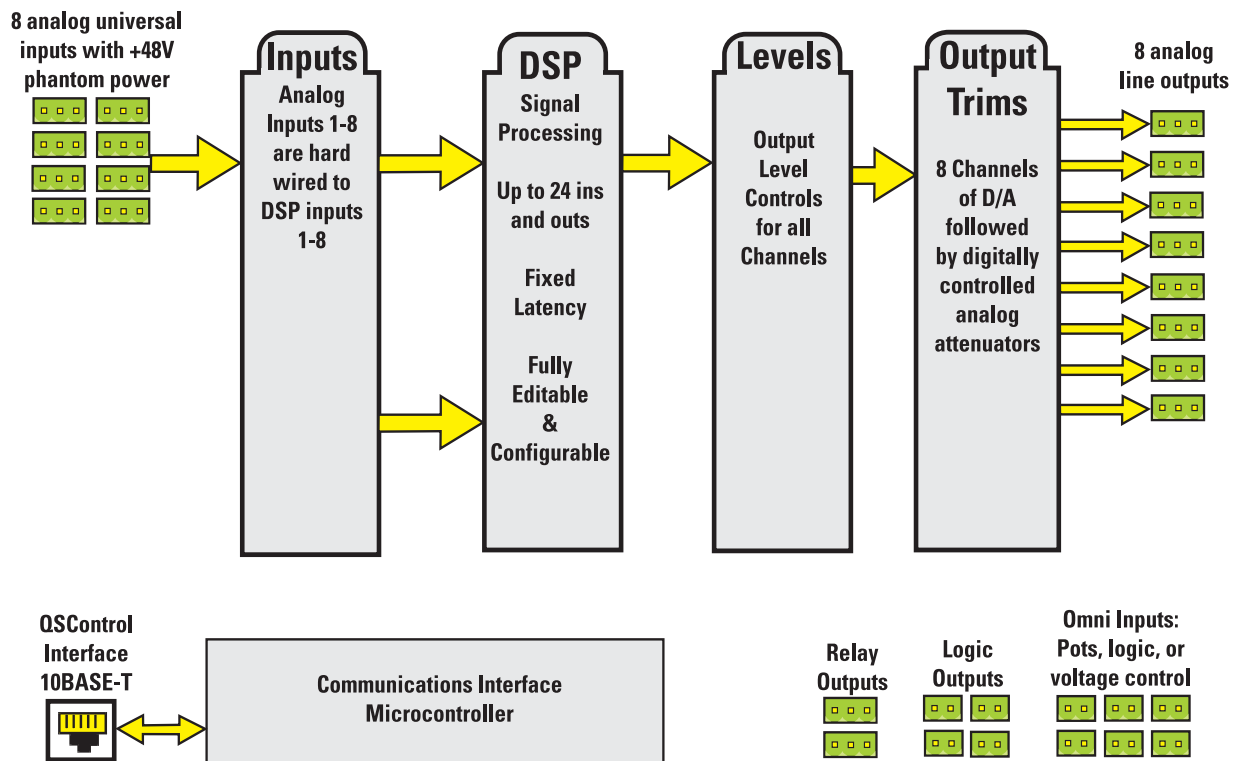 8 analog universal
inputs with +48V
phantom power
Inputs
Analog
Inputs 1-8
are hard
wired to
DSP inputs
1-8
DSP
Signal
Processing
Up to 24 ins
and outs
Fixed
Latency
Fully
Editable
&
Configurable
Levels
Output
Level
Controls
for all
Channels
Output
Trims
8 Channels
of D/A
followed
by digitally
controlled
analog
attenuators
8 analog
line outputs
QSControl
Interface
10BASE-T
Communications Interface
Microcontroller
Relay
Outputs
Logic
Outputs
Omni Inputs:
Pots, logic, or
voltage control